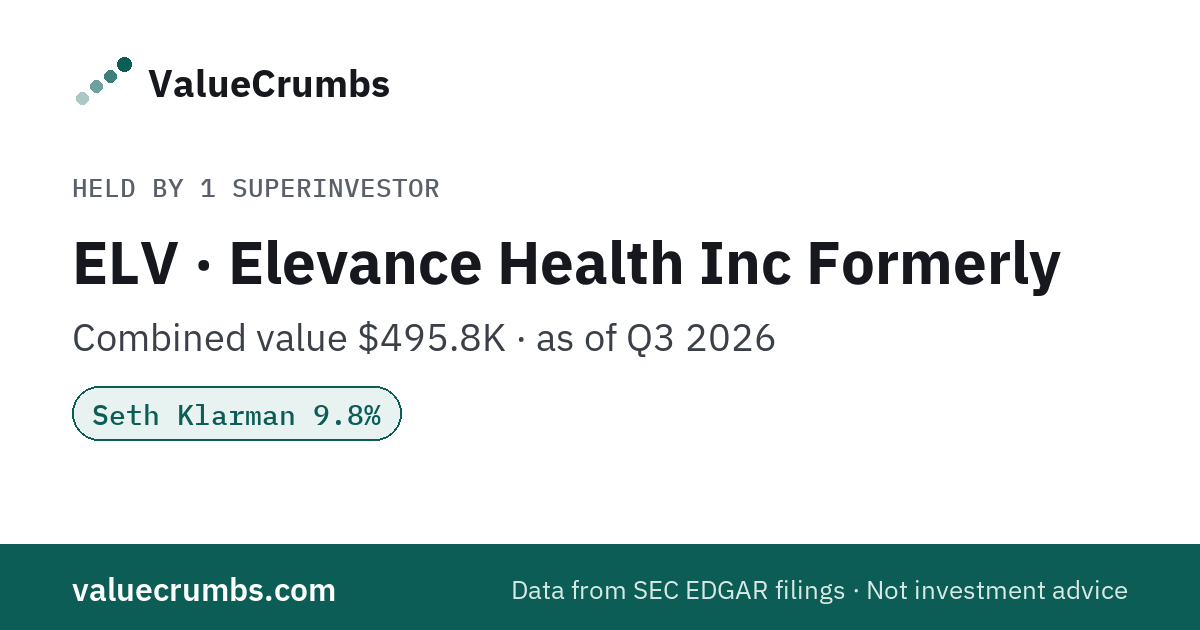 ValueCrumbs
HELD BY 1 SUPERINVESTOR
ELV · Elevance Health Inc Formerly
Combined value $495.8K · as of Q3 2026
Seth Klarman 9.8%
valuecrumbs.com
Data from SEC EDGAR filings · Not investment advice